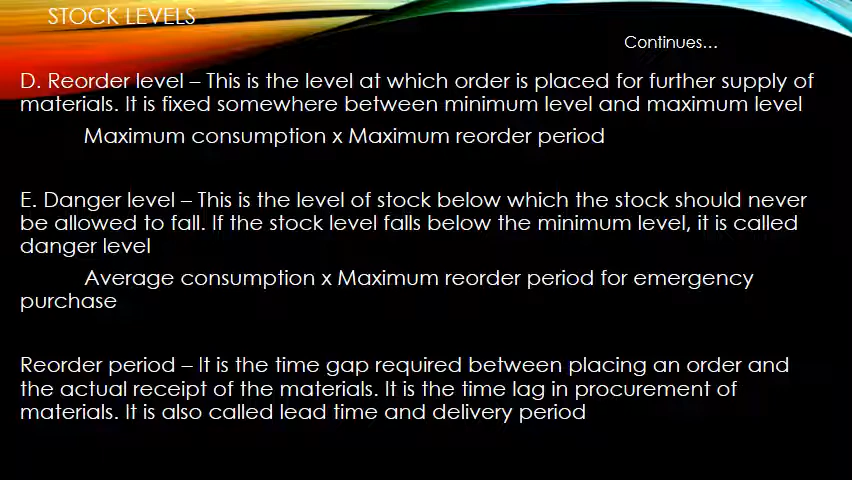 STOCK LEVELS
Continues...
D. Reorder level – This is the level at which order is placed for further supply of
materials. It is fixed somewhere between minimum level and maximum level
Maximum consumption x Maximum reorder period
E. Danger level – This is the level of stock below which the stock should never
be allowed to fall. If the stock level falls below the minimum level, it is called
danger level
Average consumption x Maximum reorder period for emergency
purchase
Reorder period – It is the time gap required between placing an order and
the actual receipt of the materials. It is the time lag in procurement of
materials. It is also called lead time and delivery period